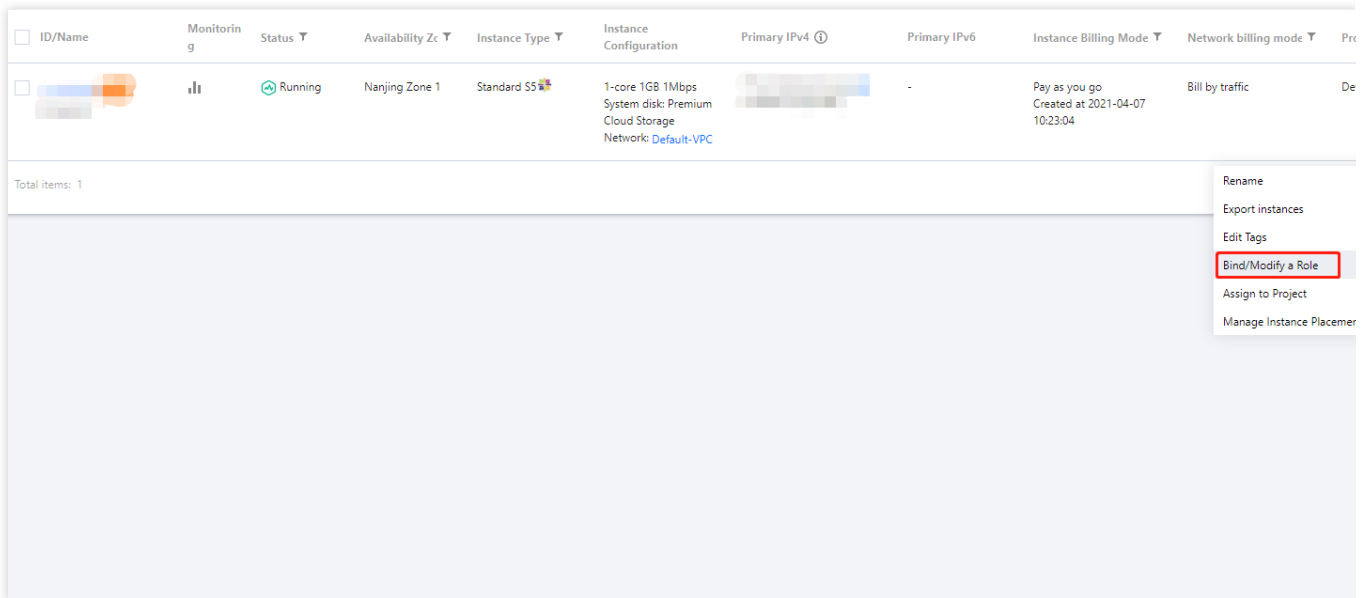 ID/Name
Monitorin
g
Status
Availability Zc
Instance Type
Instance
Configuration
Primary IPv4
Primary IPv6
Instance Billing Mode
Network billing mode
Pro
Running
Nanjing Zone 1
Standard S5
1-core 1GB 1Mbps
System disk: Premium
Cloud Storage
Network: Default-VPC
-
Pay as you go
Created at 2021-04-07
10:23:04
Bill by traffic
De
Total items: 1
Rename
Export instances
Edit Tags
Bind/Modify a Role
Assign to Project
Manage Instance Placemer